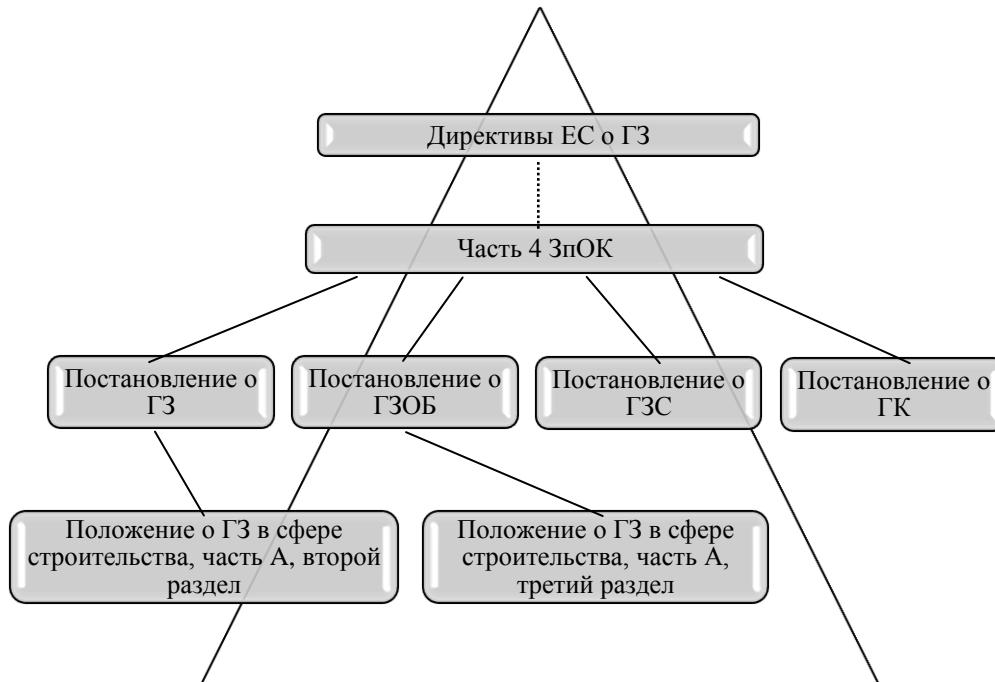 Директивы ЕС о ГЗ
Часть 4 ЗпОК
Постановление о
ГЗ
Постановление о
ГЗОБ
Постановление о
ГЗС
Постановление о
ГК
Положение о ГЗ в сфере
строительства, часть А, второй
раздел
Положение о ГЗ в сфере
строительства, часть А,
третий раздел